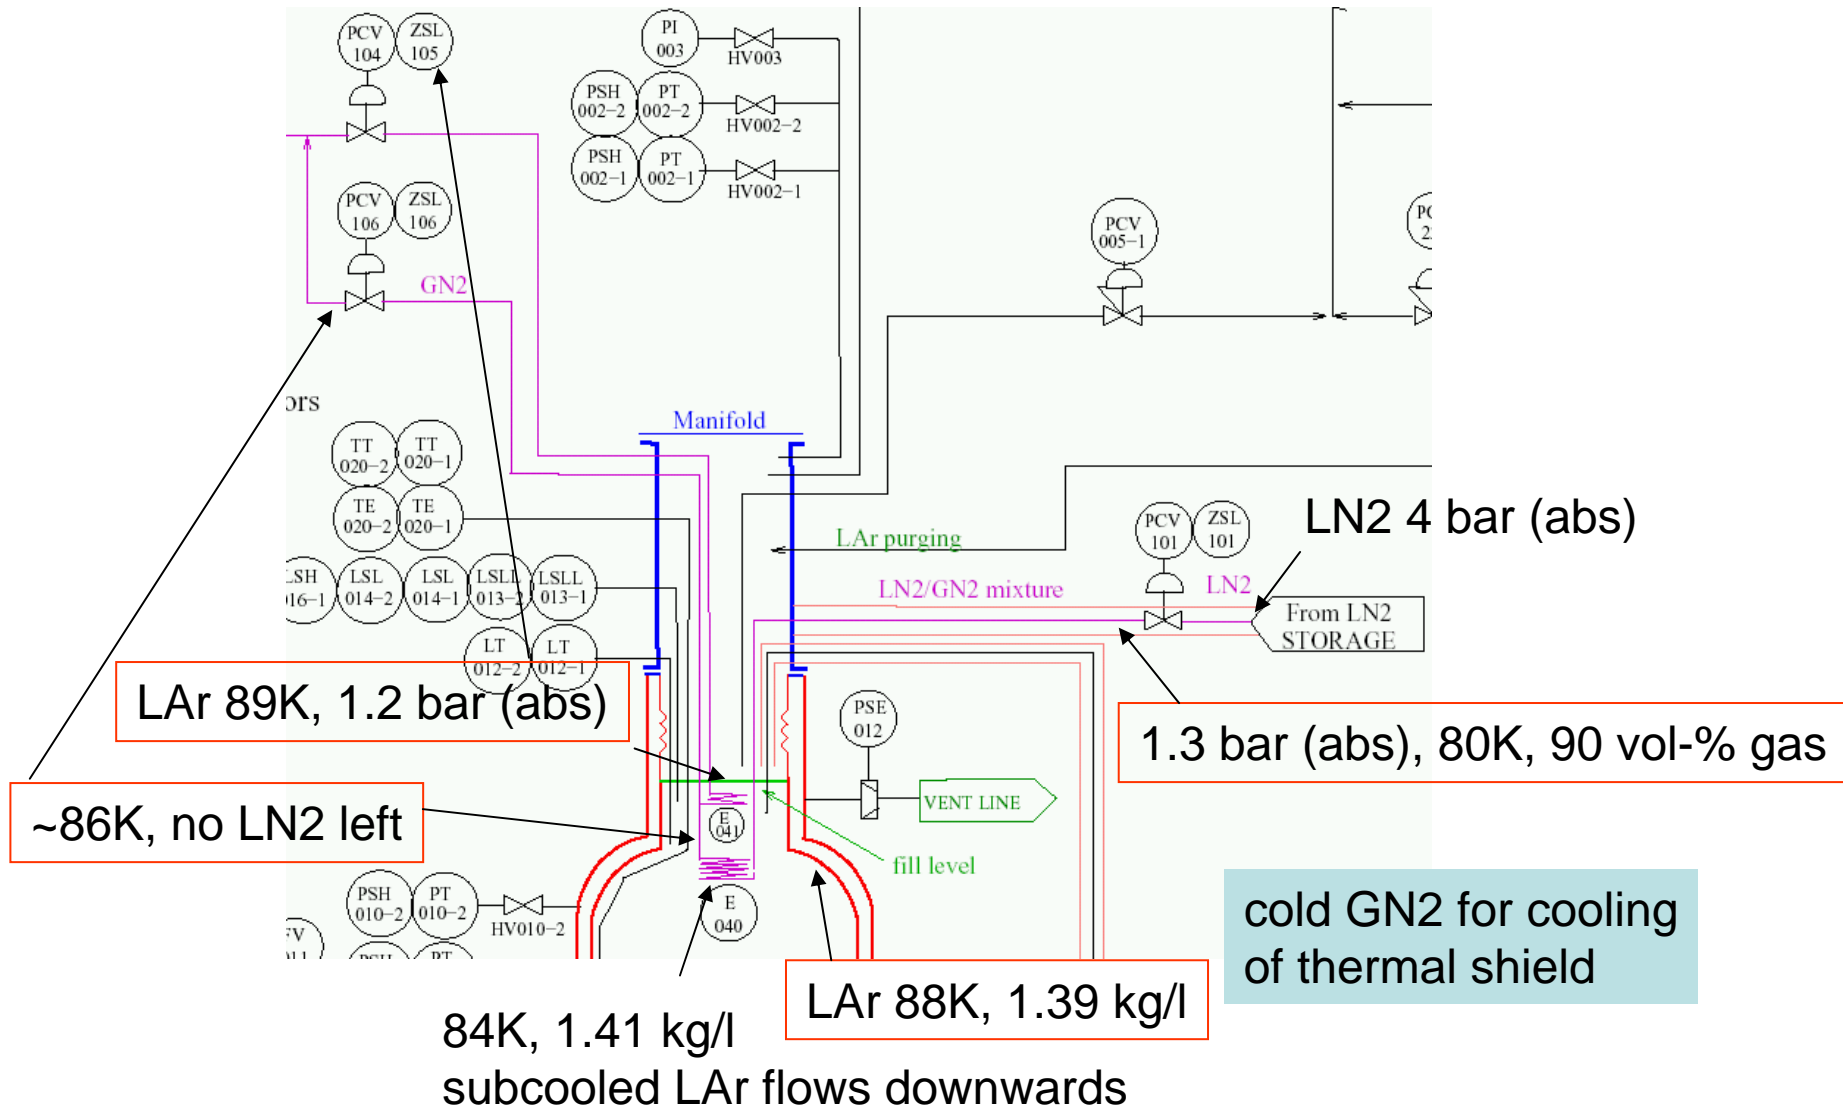 PCV
104
ZSL
105
PI
003
HV003
PSH
002-2
PT
002-2
HV002-2
PSH
002-1
PT
002-1
HV002-1
PCV
106
ZSL
106
GN2
PCV
005-1
ors
Manifold
TT
020-2
TT
020-1
TE
020-2
TE
020-1
LAr purging
PCV
101
ZSL
101
LN2 4 bar (abs)
LSH
016-1
LSL
014-2
LSL
014-1
LSLL
013-2
LSLL
013-1
LN2/GN2 mixture
LN2
From LN2
STORAGE
LT
012-2
LT
012-1
LAr 89K, 1.2 bar (abs)
PSE
012
1.3 bar (abs), 80K, 90 vol-% gas
~86K, no LN2 left
E
041
VENT LINE
fill level
PSH
010-2
PT
010-2
HV010-2
E
040
cold GN2 for cooling
of thermal shield
PSH
PT
LAr 88K, 1.39 kg/l
84K, 1.41 kg/l
subcooled LAr flows downwards